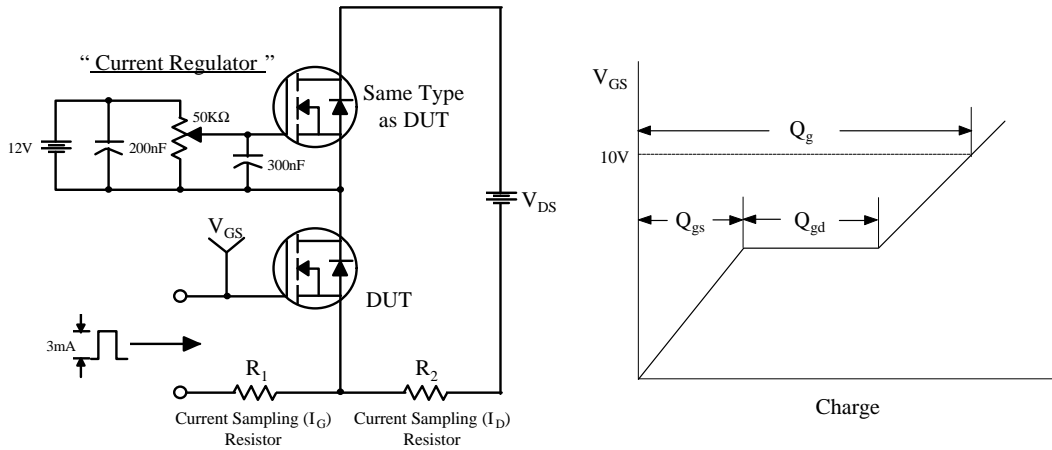 “ Current Regulator ”
12V
200nF
50KΩ
300nF
Same Type
as DUT
V_GS
DUT
V_DS
3mA
R_1
R_2
Current Sampling (I_G)
Resistor
Current Sampling (I_D)
Resistor
V_GS
10V
Q_g
Q_gs
Q_gd
Charge